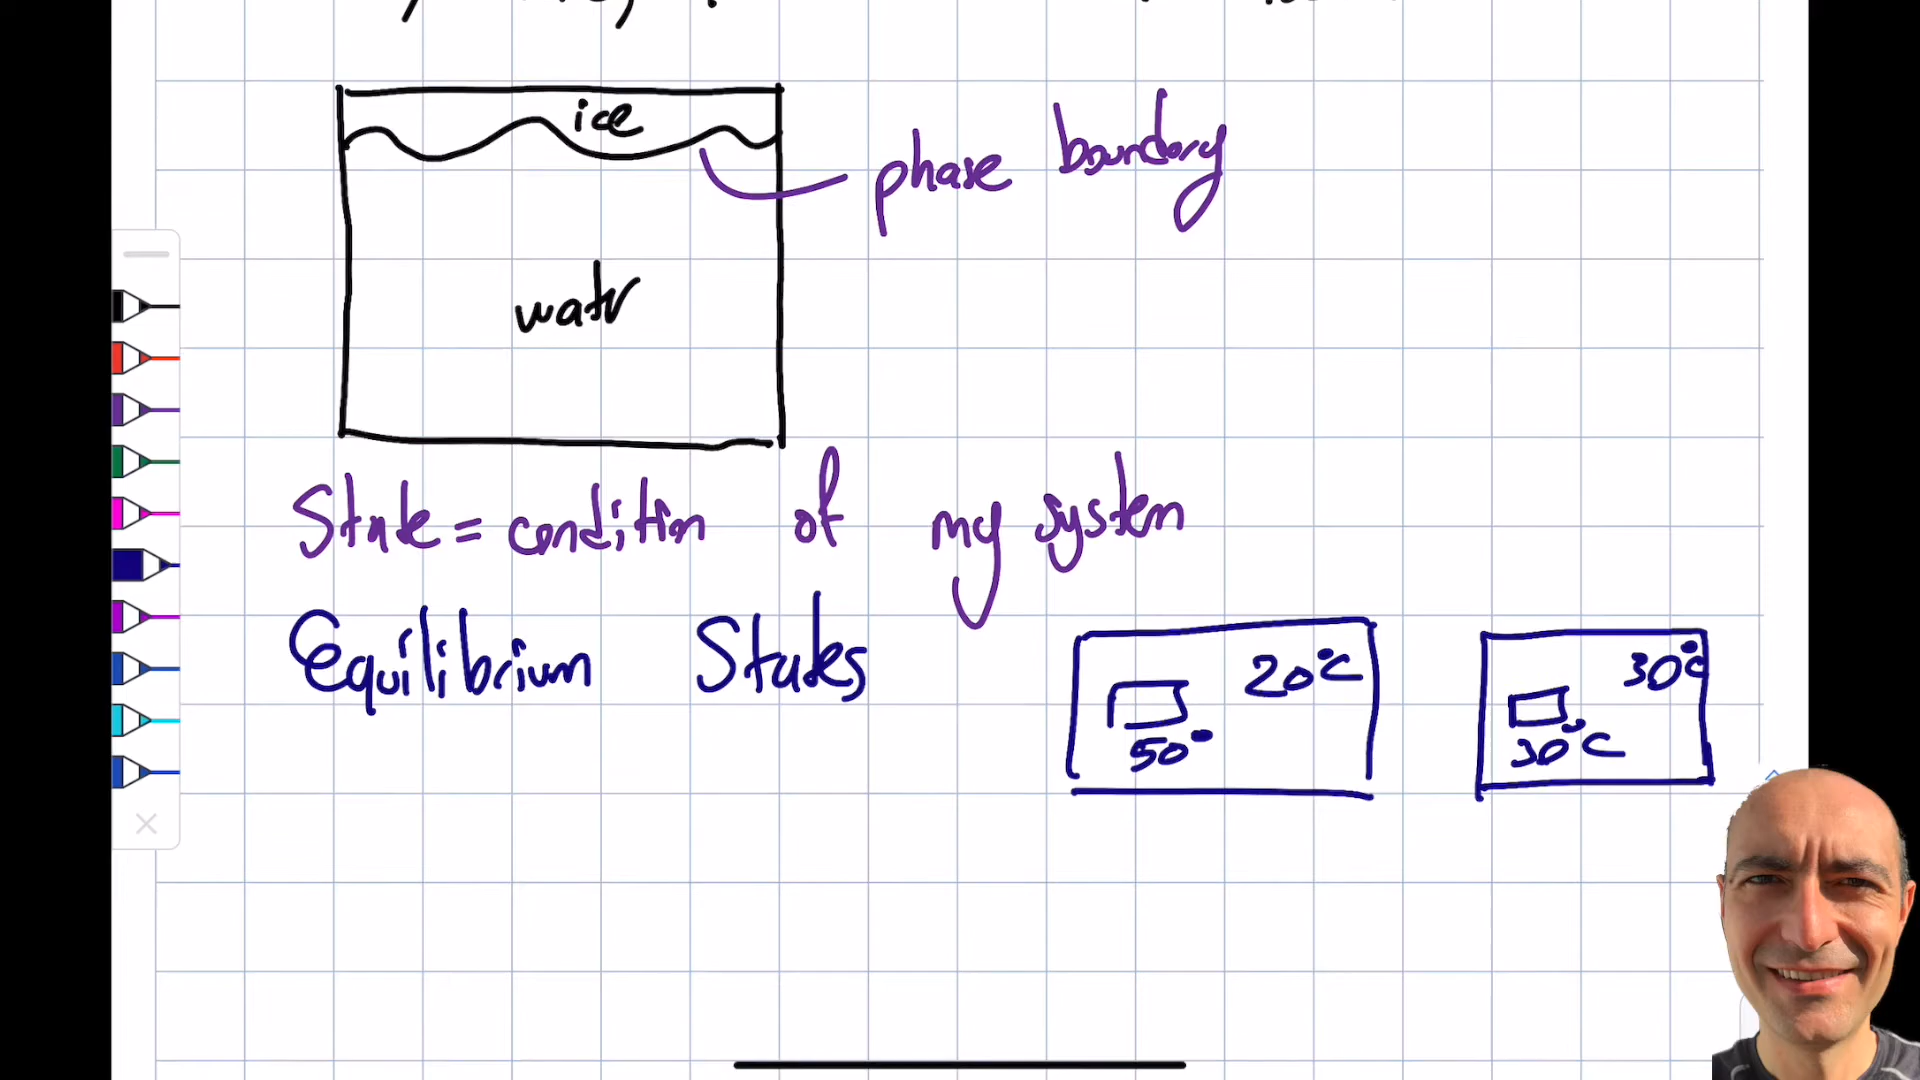 ice
phase boundary
water
State = condition of my system
Equilibrium States
20°C
50°
30°C
30°C